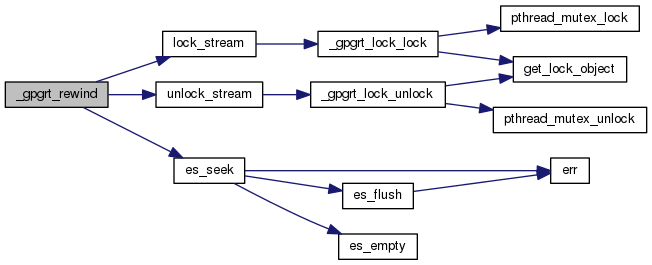 _gpgrt_rewind
lock_stream
unlock_stream
es_seek
_gpgrt_lock_lock
_gpgrt_lock_unlock
es_flush
es_empty
pthread_mutex_lock
get_lock_object
pthread_mutex_unlock
err